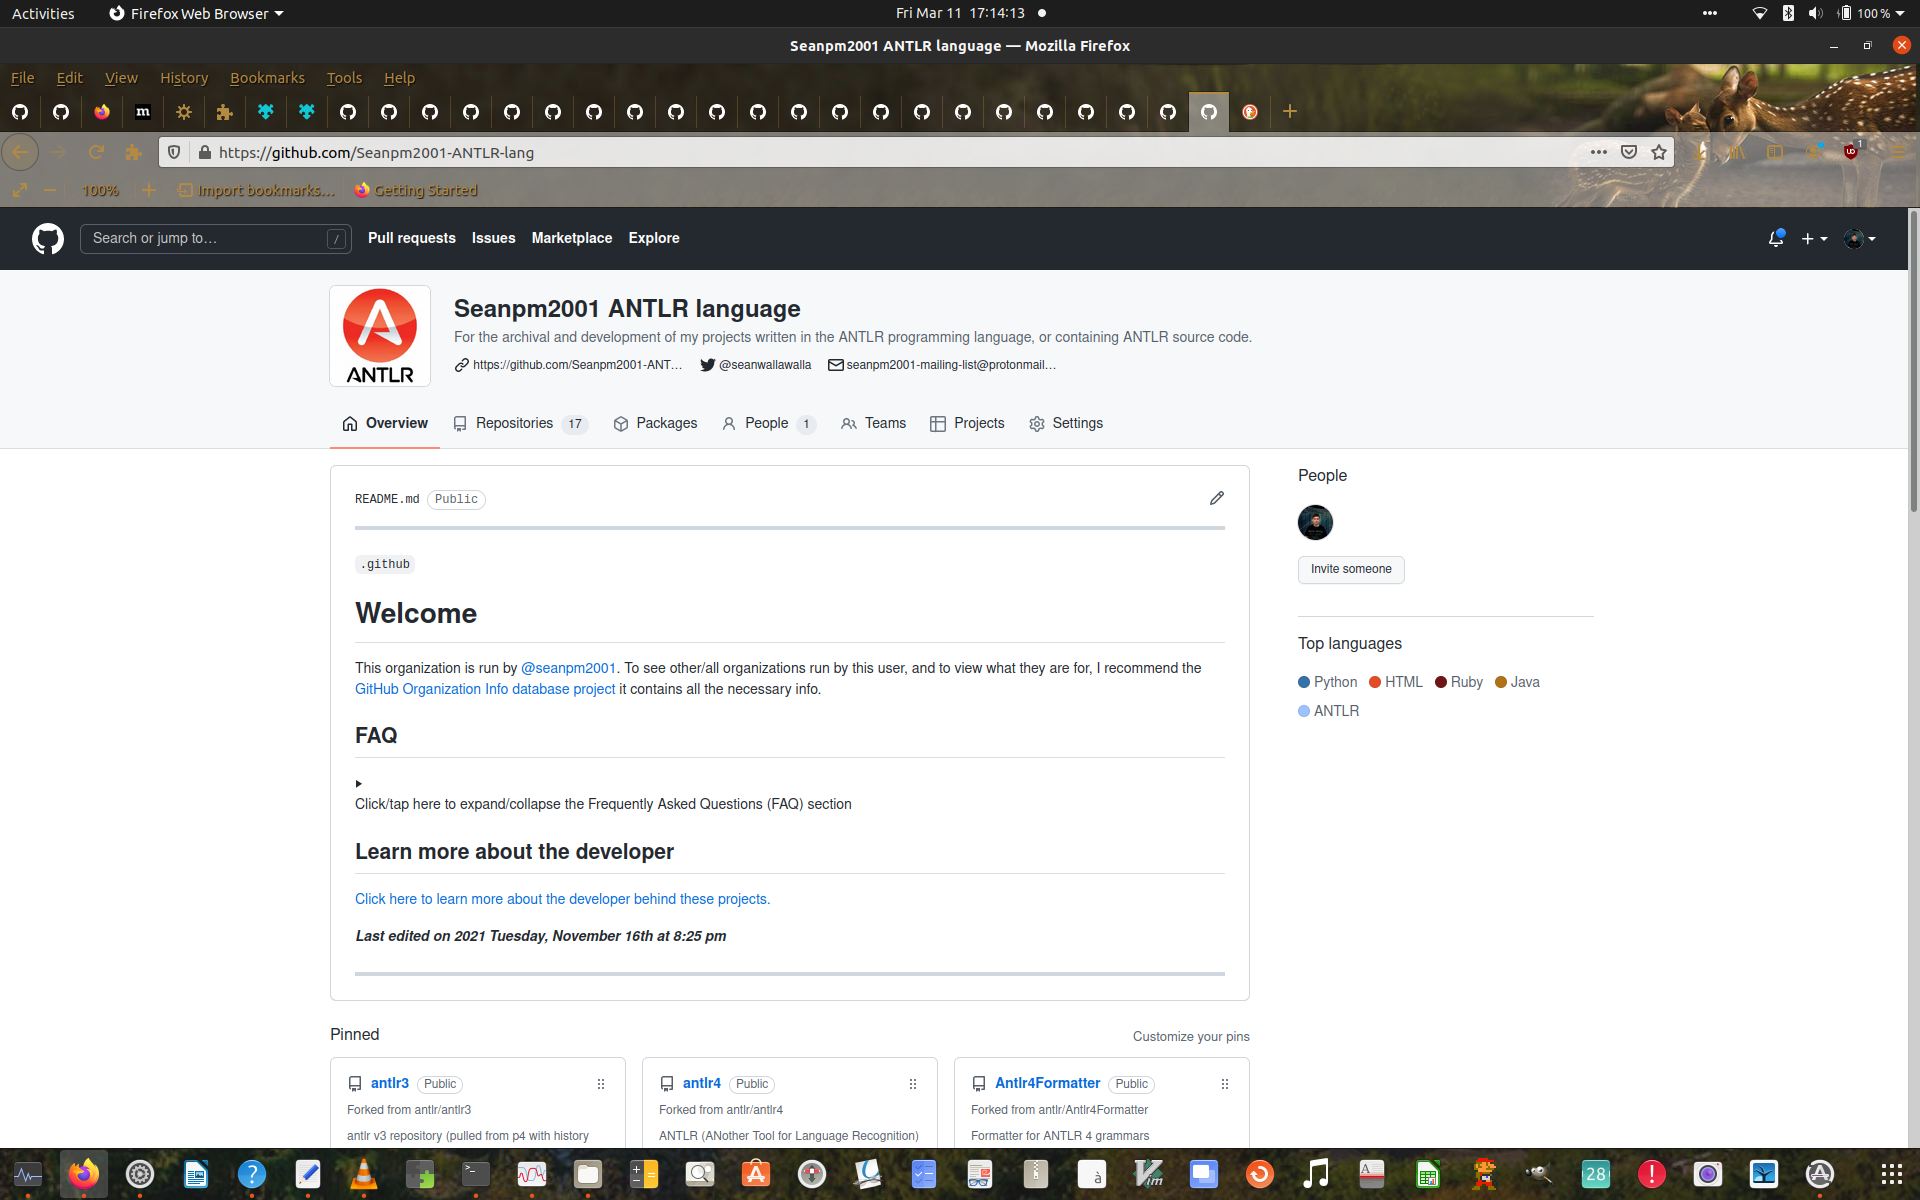 Activities
Firefox Web Browser
Fri Mar 11 17:14:13
100 %
Seanpm2001 ANTLR language — Mozilla Firefox
File Edit View History Bookmarks Tools Help
https://github.com/Seanpm2001-ANTLR-lang
100%
Import bookmarks...
Getting Started
Search or jump to...
/
Pull requests Issues Marketplace Explore
ANTLR
Seanpm2001 ANTLR language
For the archival and development of my projects written in the ANTLR programming language, or containing ANTLR source code.
https://github.com/Seanpm2001-ANT...
@seanwallawalla
seanpm2001-mailing-list@protonmail...
Overview
Repositories 17
Packages
People 1
Teams
Projects
Settings
README.md Public
.github
Welcome
This organization is run by @seanpm2001. To see other/all organizations run by this user, and to view what they are for, I recommend the
GitHub Organization Info database project it contains all the necessary info.
FAQ
Click/tap here to expand/collapse the Frequently Asked Questions (FAQ) section
Learn more about the developer
Click here to learn more about the developer behind these projects.
Last edited on 2021 Tuesday, November 16th at 8:25 pm
People
Invite someone
Top languages
Python HTML Ruby Java
ANTLR
Pinned
Customize your pins
antlr3 Public
Forked from antlr/antlr3
antlr v3 repository (pulled from p4 with history
antlr4 Public
Forked from antlr/antlr4
ANTLR (ANother Tool for Language Recognition)
Antlr4Formatter Public
Forked from antlr/Antlr4Formatter
Formatter for ANTLR 4 grammars
28